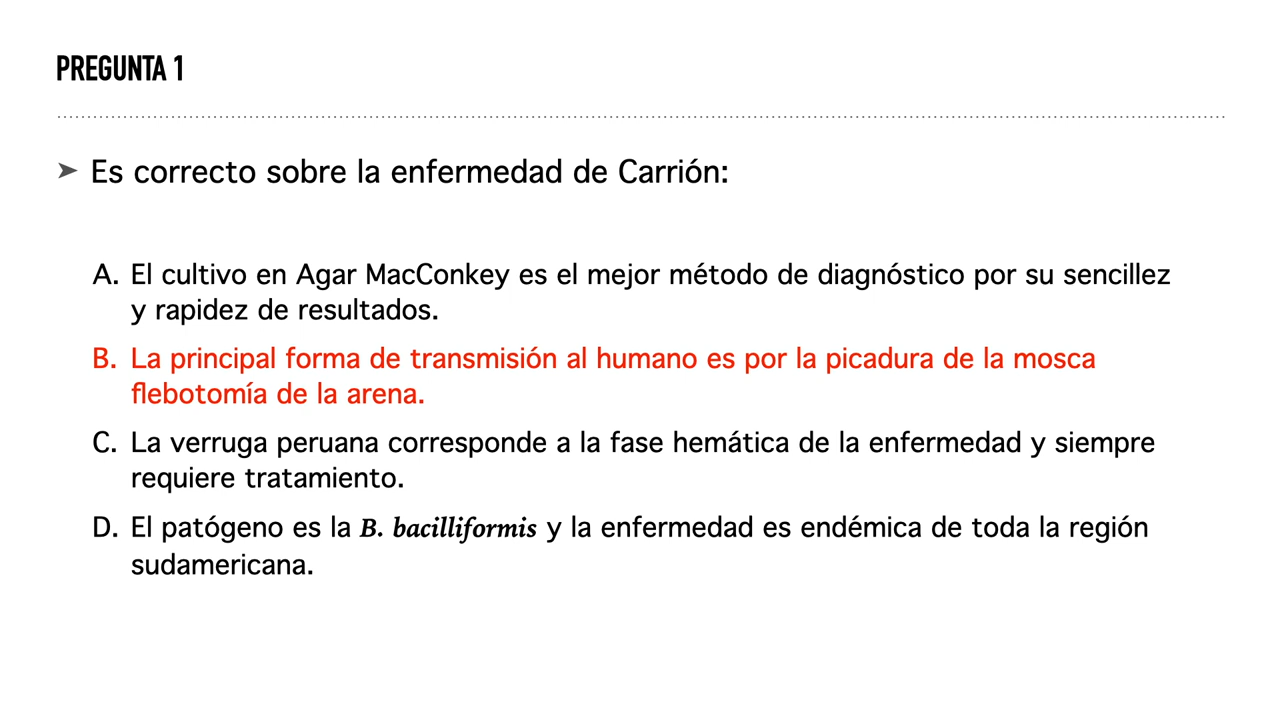 PREGUNTA 1
➤ Es correcto sobre la enfermedad de Carrión:
A. El cultivo en Agar MacConkey es el mejor método de diagnóstico por su sencillez
y rapidez de resultados.
B. La principal forma de transmisión al humano es por la picadura de la mosca
flebotomía de la arena.
C. La verruga peruana corresponde a la fase hemática de la enfermedad y siempre
requiere tratamiento.
D. El patógeno es la B. bacilliformis y la enfermedad es endémica de toda la región
sudamericana.